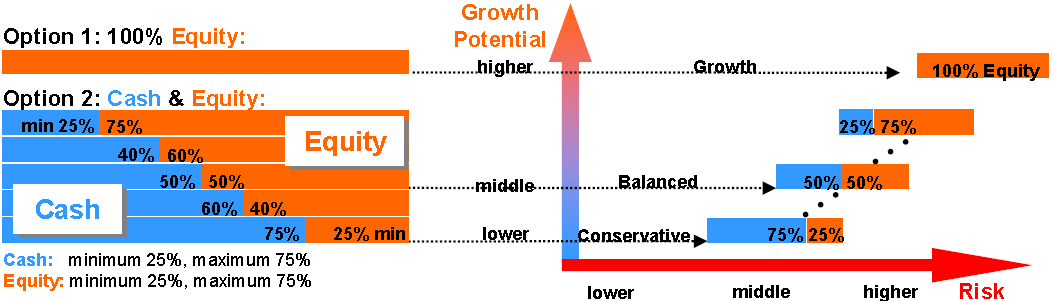 Option 1: 100% Equity:
Option 2: Cash & Equity:
min 25% 75%
40% 60%
50% 50%
60% 40%
75% 25% min
Equity
Cash
Cash: minimum 25%, maximum 75%
Equity: minimum 25%, maximum 75%
Growth
Potential
higher
middle
lower
Growth
Balanced
Conservative
100% Equity
25% 75%
50% 50%
75% 25%
lower
middle
higher
Risk